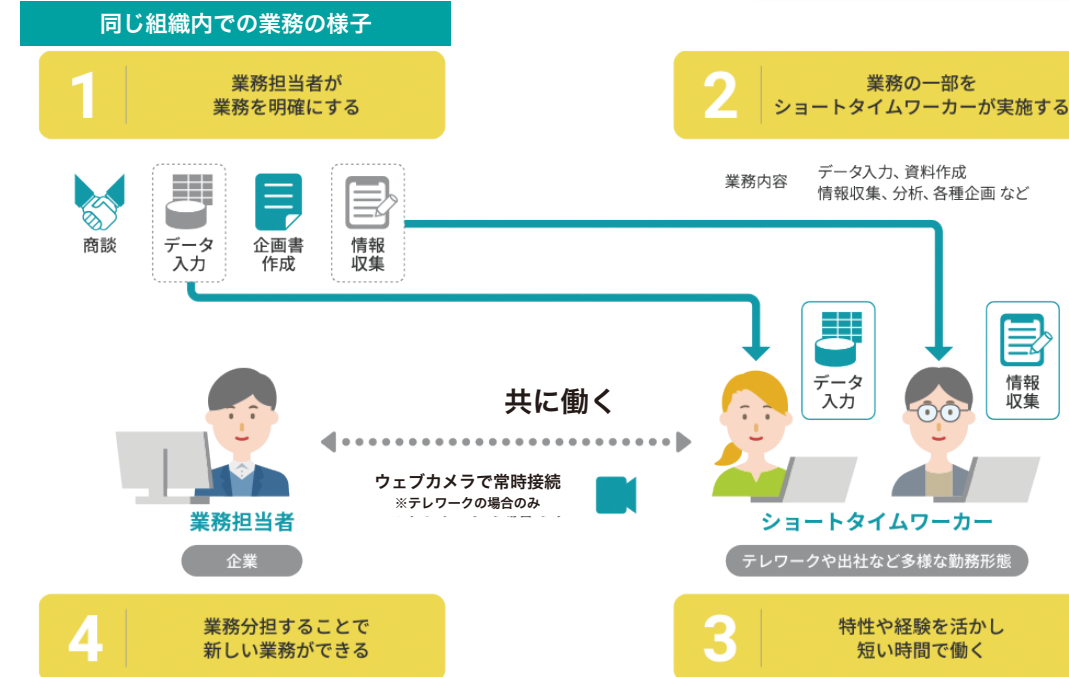 同じ組織内での業務の様子
1
業務担当者が
業務を明確にする
2
業務の一部を
ショートタイムワーカーが実施する
商談
データ
入力
企画書
作成
情報
収集
業務内容
データ入力、資料作成
情報収集、分析、各種企画 など
データ
入力
情報
収集
共に働く
ウェブカメラで常時接続
※テレワークの場合のみ
業務担当者
企業
ショートタイムワーカー
テレワークや出社など多様な勤務形態
4
業務分担することで
新しい業務ができる
3
特性や経験を活かし
短い時間で働く